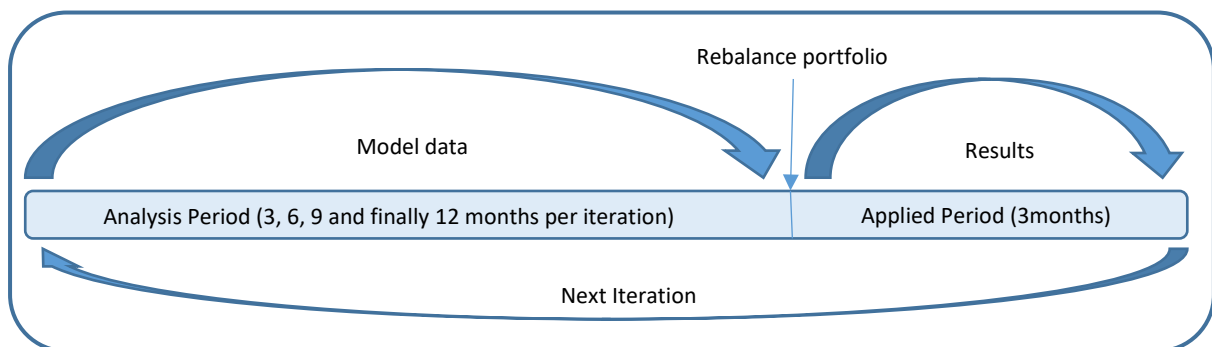 Rebalance portfolio
Model data
Results
Analysis Period (3, 6, 9 and finally 12 months per iteration)
Applied Period (3months)
Next Iteration